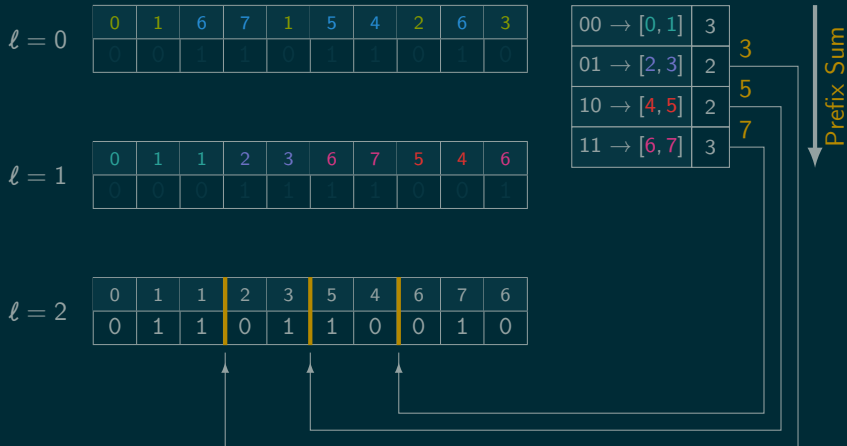 ℓ = 0
0 1 6 7 1 5 4 2 6 3
0 0 1 1 0 1 1 0 1 0
ℓ = 1
0 1 1 2 3 6 7 5 4 6
0 0 0 1 1 1 1 0 0 1
ℓ = 2
0 1 1 2 3 5 4 6 7 6
0 1 1 0 1 1 0 0 1 0
00 → [0, 1] 3
01 → [2, 3] 2
10 → [4, 5] 2
11 → [6, 7] 3
3
5
7
Prefix Sum